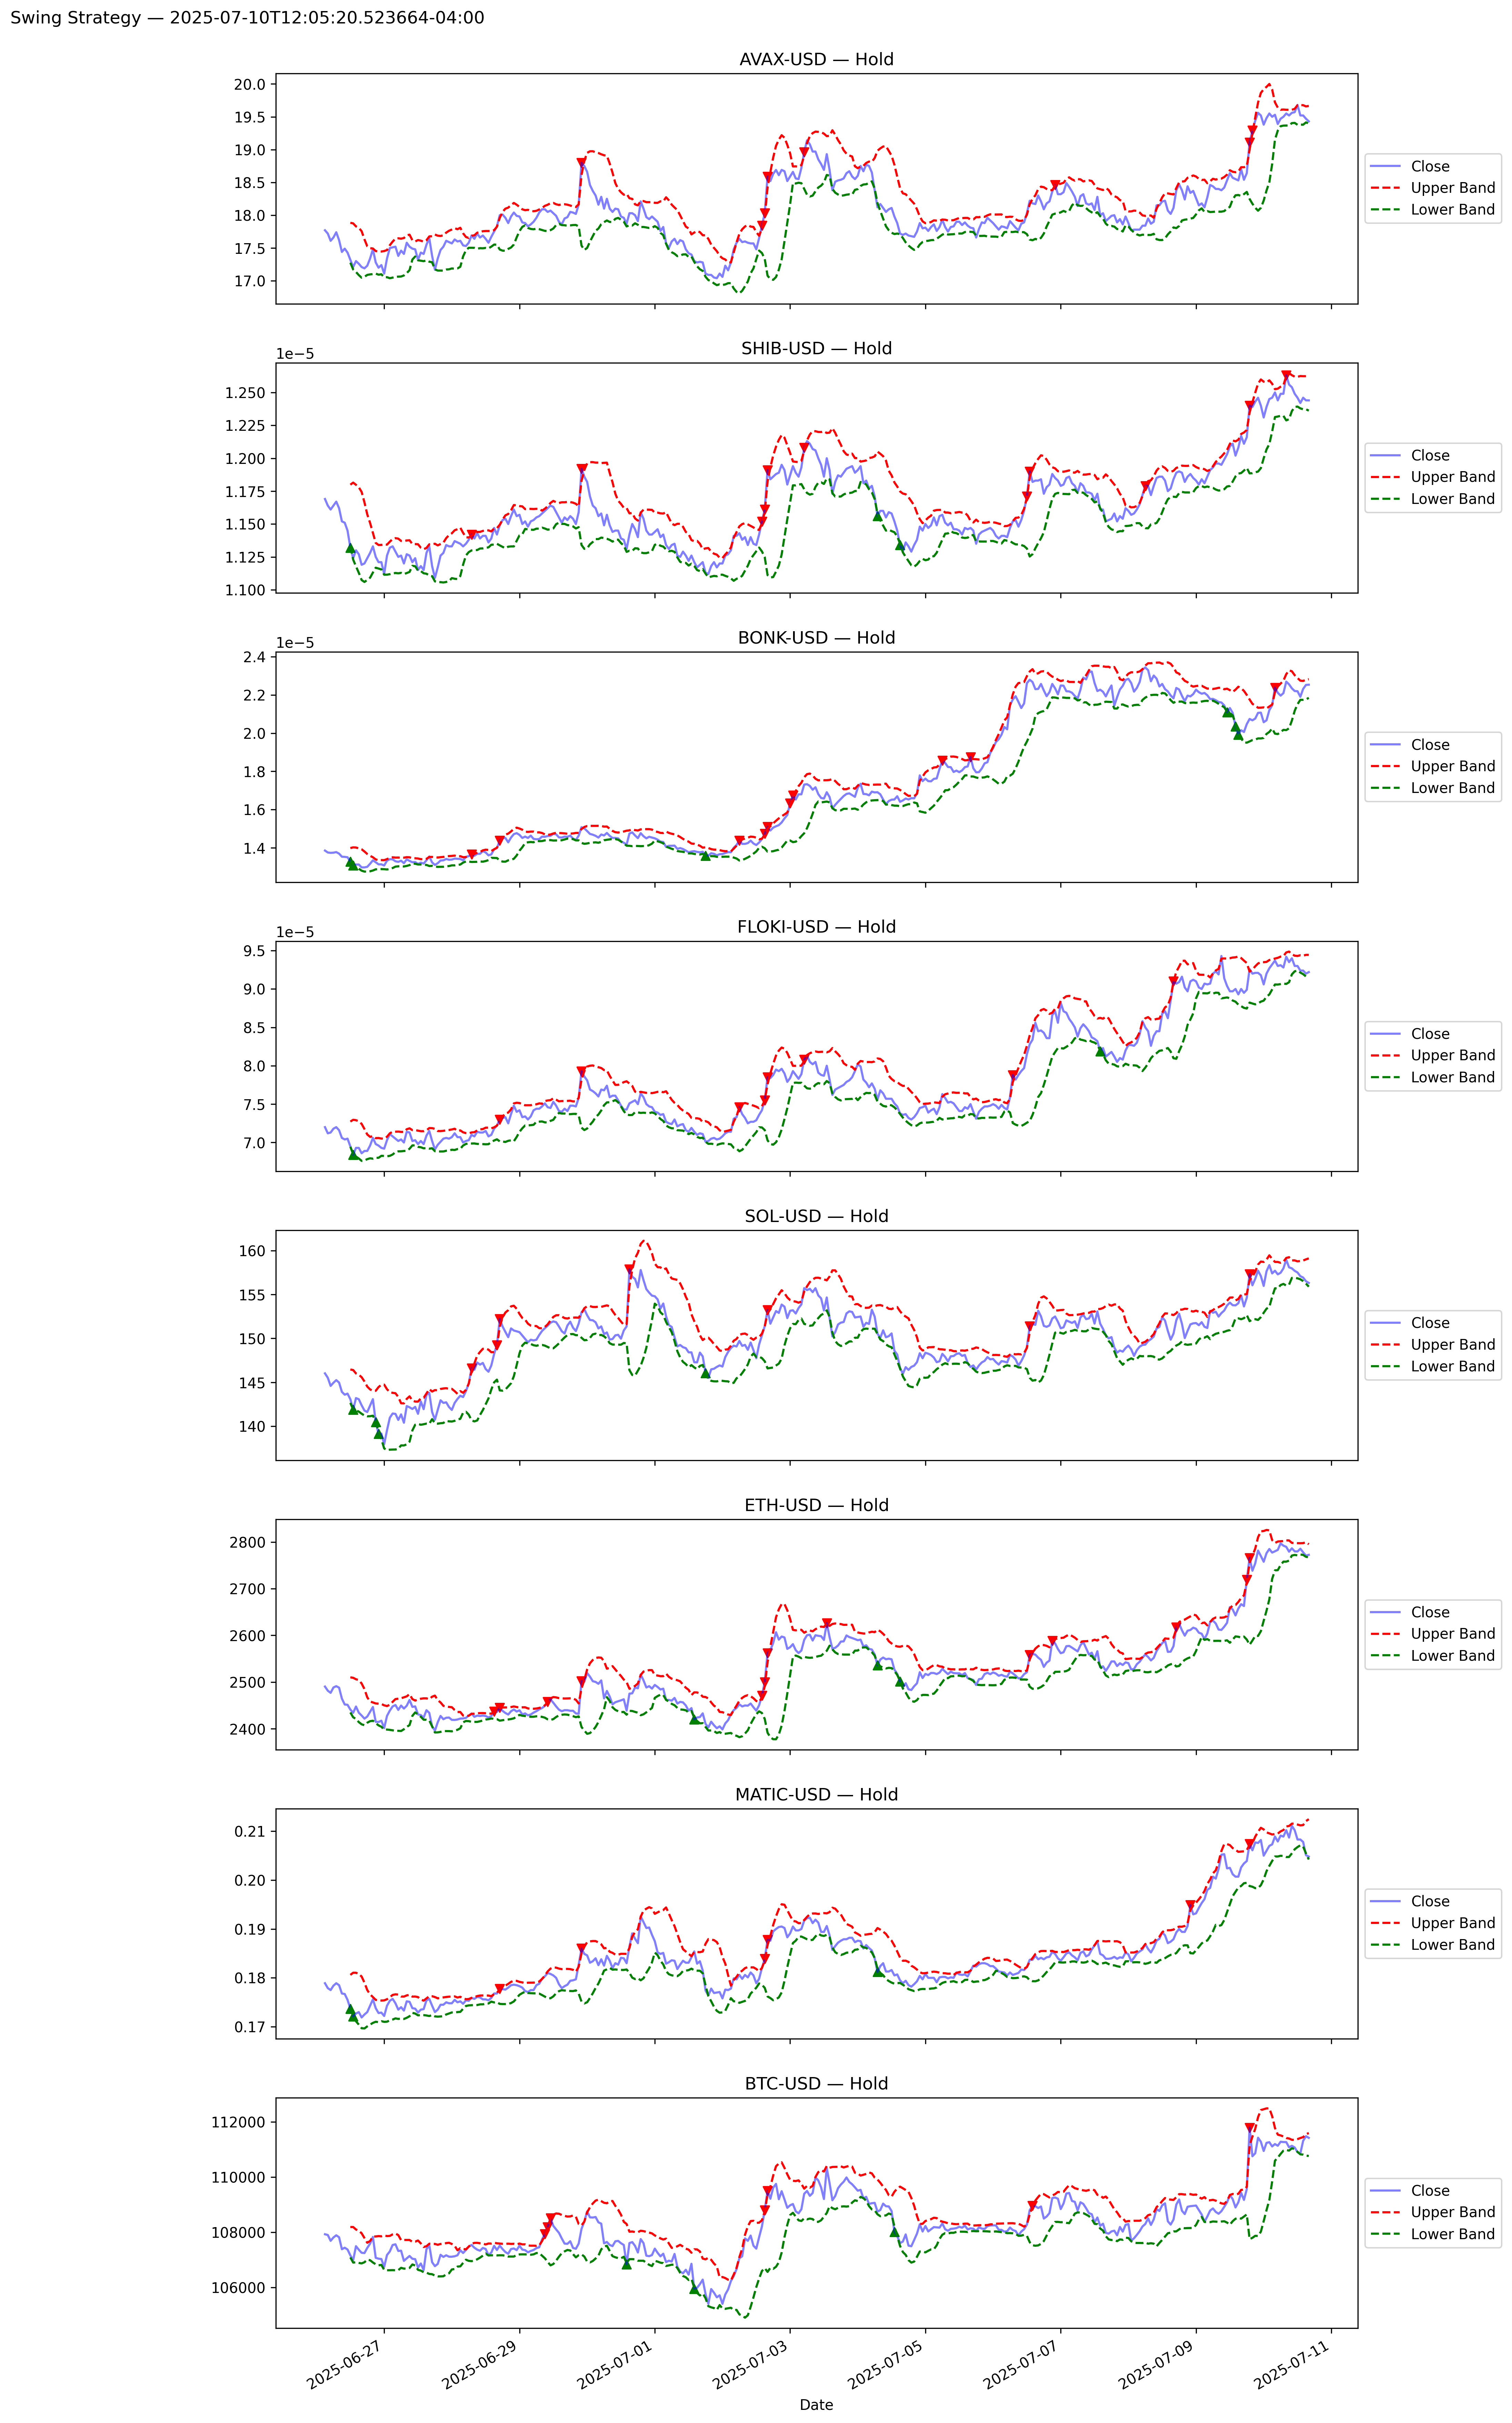 Swing Strategy — 2025-07-10T12:05:20.523664-04:00
AVAX-USD — Hold
20.0
19.5
19.0
18.5
18.0
17.5
17.0
Close
Upper Band
Lower Band
SHIB-USD — Hold
1e−5
1.250
1.225
1.200
1.175
1.150
1.125
1.100
Close
Upper Band
Lower Band
BONK-USD — Hold
1e−5
2.4
2.2
2.0
1.8
1.6
1.4
Close
Upper Band
Lower Band
FLOKI-USD — Hold
1e−5
9.5
9.0
8.5
8.0
7.5
7.0
Close
Upper Band
Lower Band
SOL-USD — Hold
160
155
150
145
140
Close
Upper Band
Lower Band
ETH-USD — Hold
2800
2700
2600
2500
2400
Close
Upper Band
Lower Band
MATIC-USD — Hold
0.21
0.20
0.19
0.18
0.17
Close
Upper Band
Lower Band
BTC-USD — Hold
112000
110000
108000
106000
Close
Upper Band
Lower Band
2025-06-27
2025-06-29
2025-07-01
2025-07-03
2025-07-05
2025-07-07
2025-07-09
2025-07-11
Date